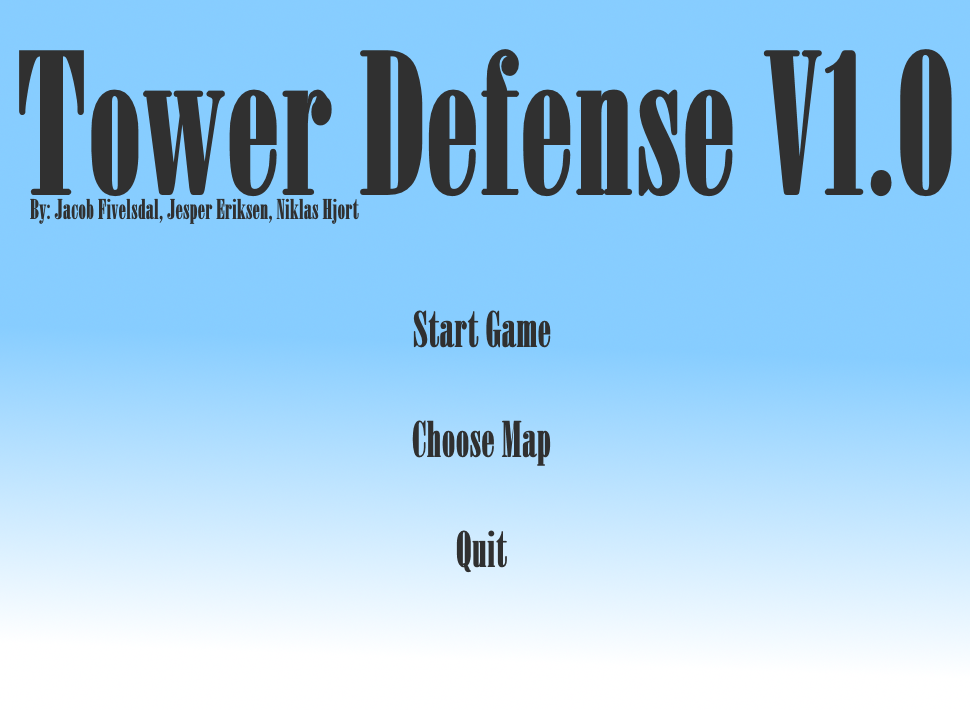 Tower Defense V1.0
By: Jacob Fivelsdal, Jesper Eriksen, Niklas Hjort
Start Game
Choose Map
Quit